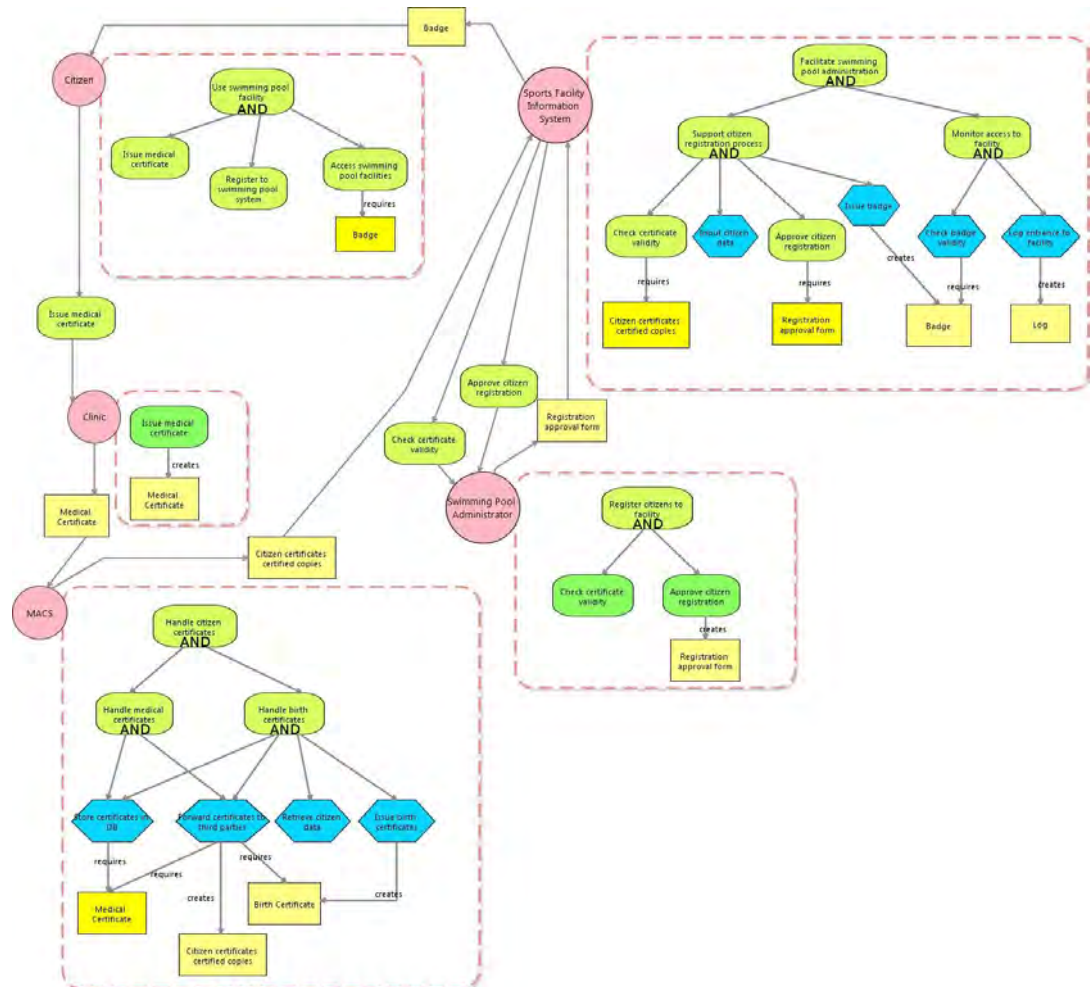 Badge
Citizen
Use swimming pool
facility
AND
Issue medical
certificate
Register to
swimming pool
system
Access swimming
pool facilities
requires
Badge
Sports Facility
Information
System
Facilitate swimming
pool administration
AND
Support citizen
registration process
AND
Monitor access to
facility
AND
Issue badge
Check certificate
validity
Input citizen
data
Approve citizen
registration
Check badge
validity
Log entrance to
facility
creates
requires
requires
requires
creates
Citizen certificates
certified copies
Registration
approval form
Badge
Log
Issue medical
certificate
Clinic
Issue medical
certificate
creates
Medical
Certificate
Medical
Certificate
Approve citizen
registration
Check certificate
validity
Registration
approval form
Swimming Pool
Administrator
Register citizens to
facility
AND
Check certificate
validity
Approve citizen
registration
creates
Registration
approval form
Citizen certificates
certified copies
MACS
Handle citizen
certificates
AND
Handle medical
certificates
AND
Handle birth
certificates
AND
Store certificates in
DB
Forward certificates to
third parties
Retrieve citizen
data
Issue birth
certificates
requires
requires
requires
creates
creates
Medical
Certificate
Birth Certificate
Citizen certificates
certified copies